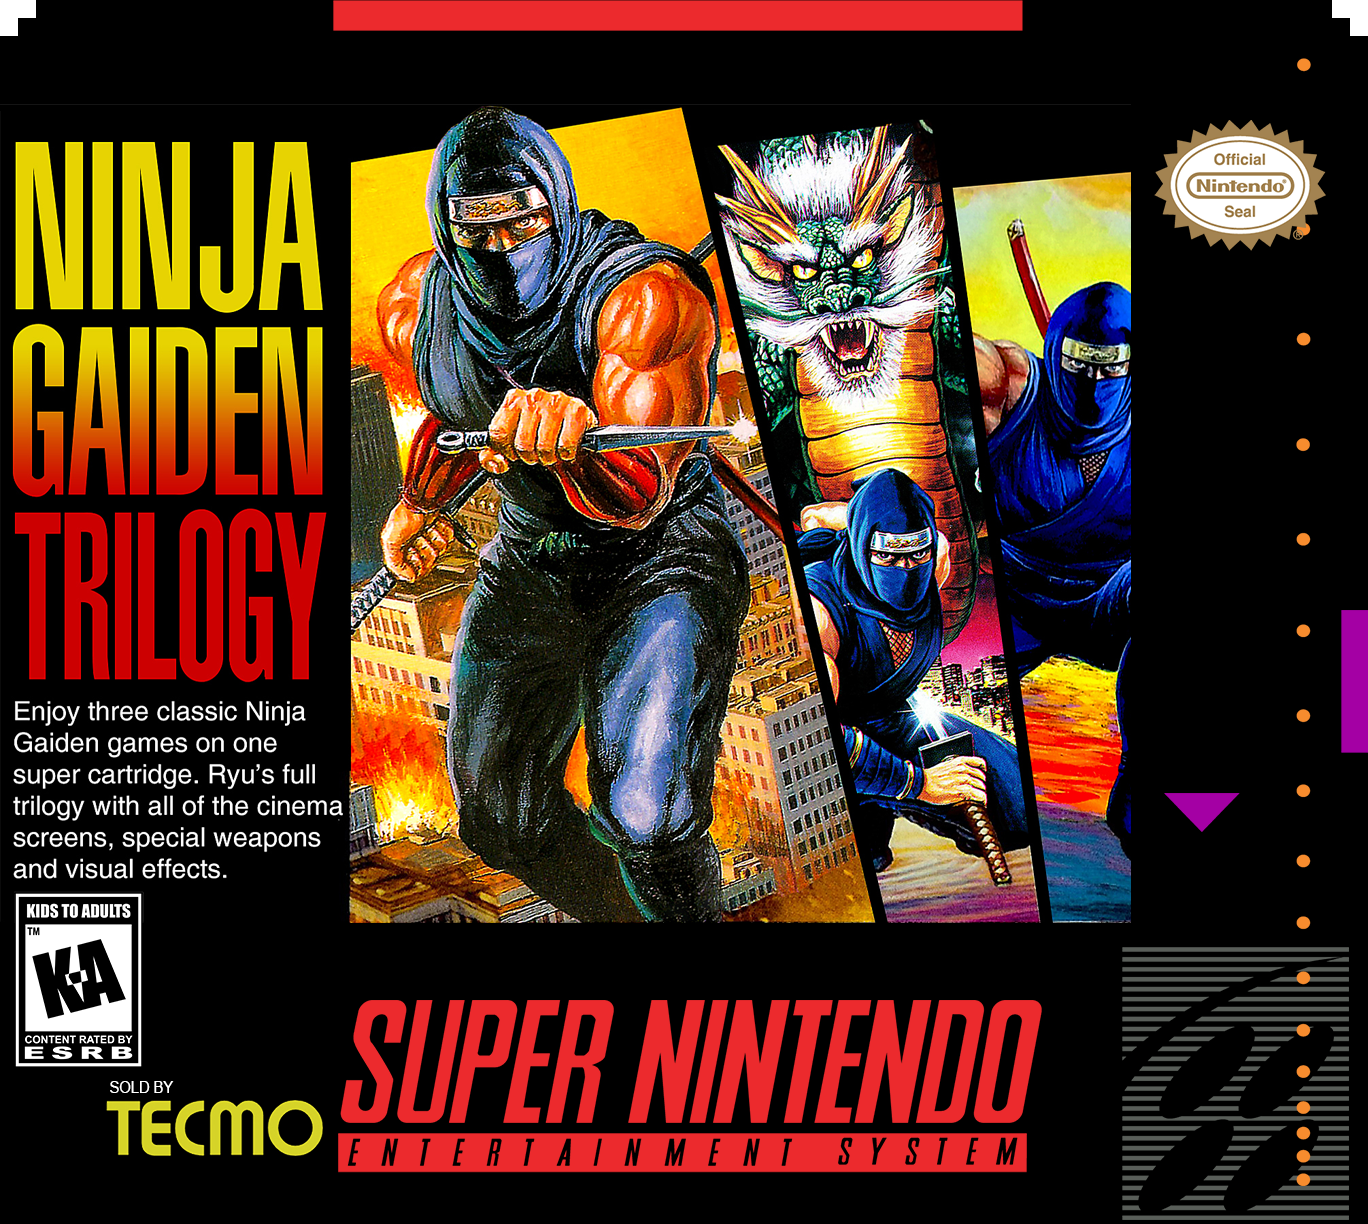 NINJA
GAIDEN
TRILOGY
Enjoy three classic Ninja
Gaiden games on one
super cartridge. Ryu's full
trilogy with all of the cinema
screens, special weapons
and visual effects.
KIDS TO ADULTS
TM
K-A
CONTENT RATED BY
ESRB
SOLD BY
TECMO
Official
Nintendo®
Seal
®
SUPER NINTENDO
ENTERTAINMENT SYSTEM